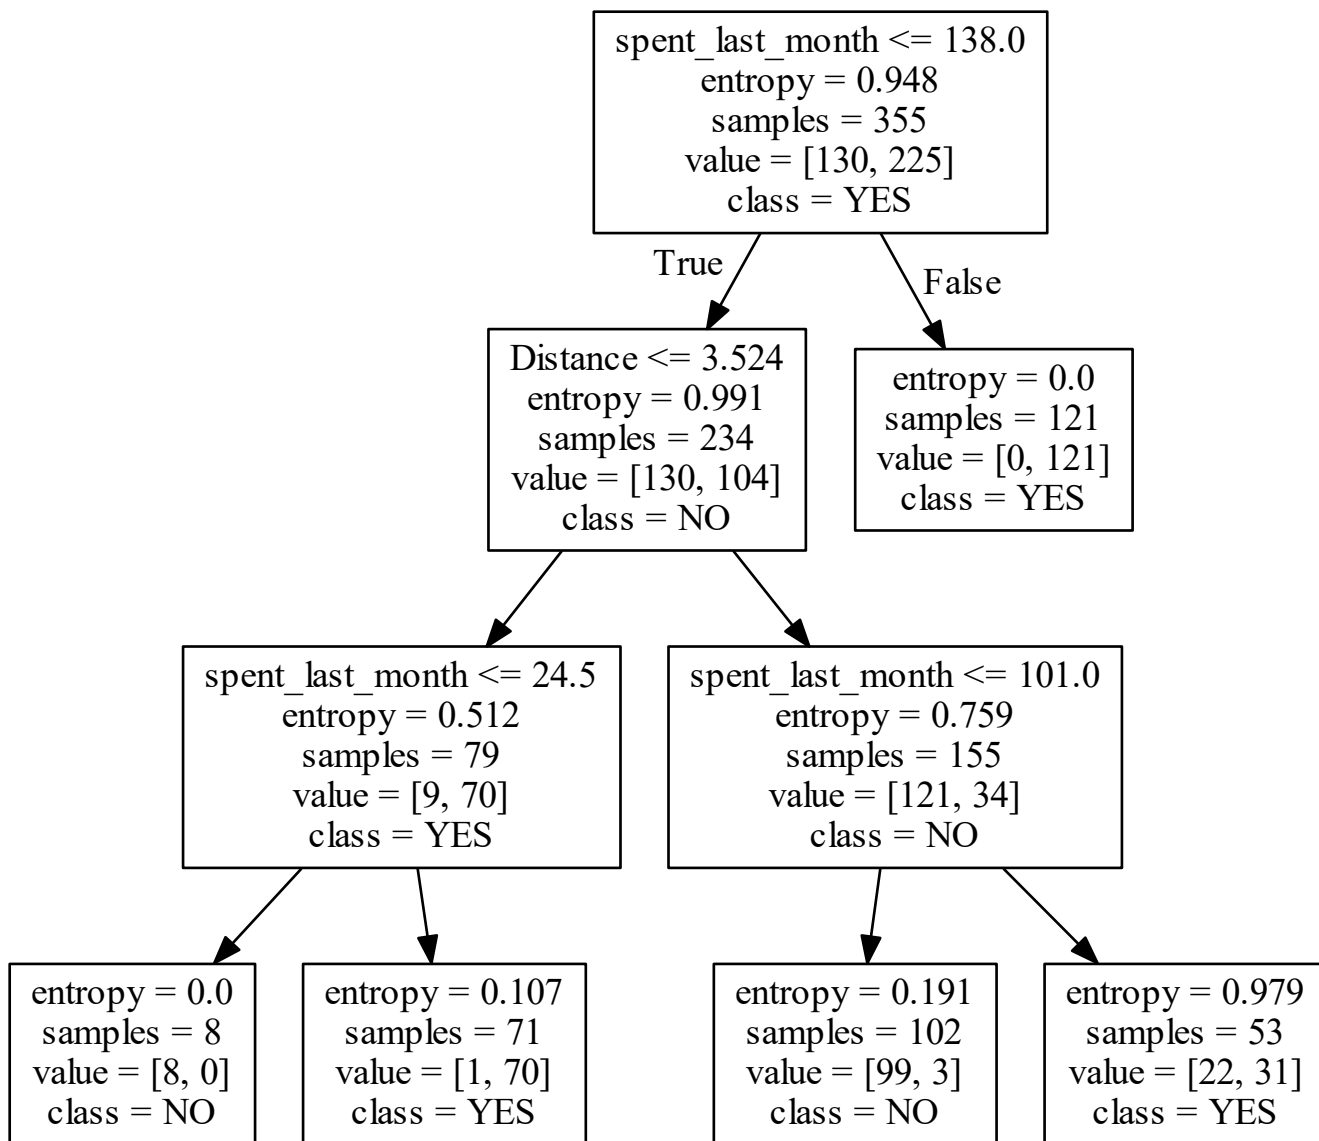 spent_last_month <= 138.0
entropy = 0.948
samples = 355
value = [130, 225]
class = YES
True
False
Distance <= 3.524
entropy = 0.991
samples = 234
value = [130, 104]
class = NO
entropy = 0.0
samples = 121
value = [0, 121]
class = YES
spent_last_month <= 24.5
entropy = 0.512
samples = 79
value = [9, 70]
class = YES
spent_last_month <= 101.0
entropy = 0.759
samples = 155
value = [121, 34]
class = NO
entropy = 0.0
samples = 8
value = [8, 0]
class = NO
entropy = 0.107
samples = 71
value = [1, 70]
class = YES
entropy = 0.191
samples = 102
value = [99, 3]
class = NO
entropy = 0.979
samples = 53
value = [22, 31]
class = YES